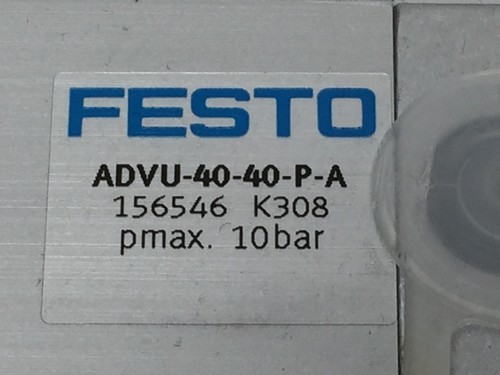 FESTO
ADVU-40-40-P-A
156546 K308
pmax. 10bar